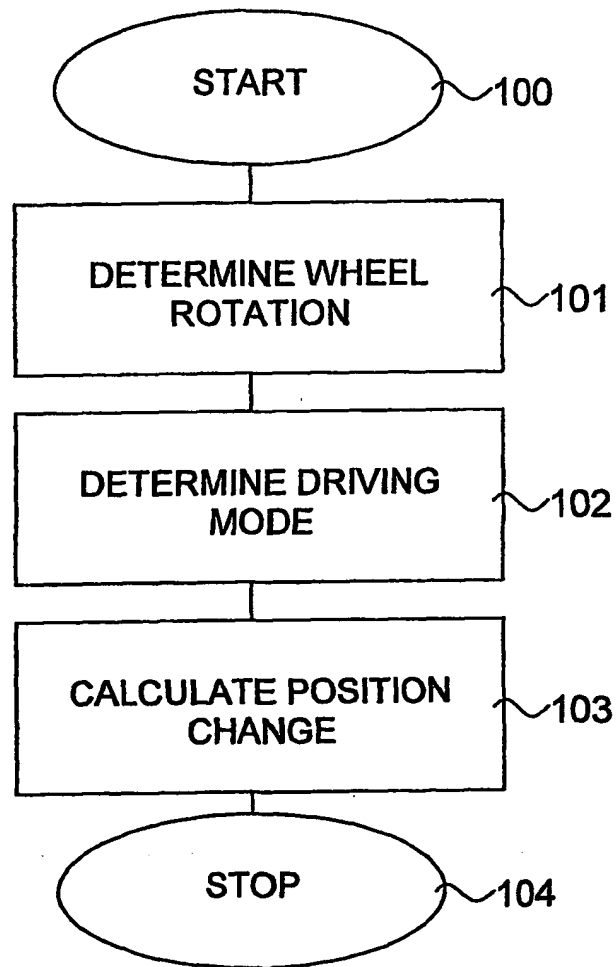 START
100
DETERMINE WHEEL
ROTATION
101
DETERMINE DRIVING
MODE
102
CALCULATE POSITION
CHANGE
103
STOP
104